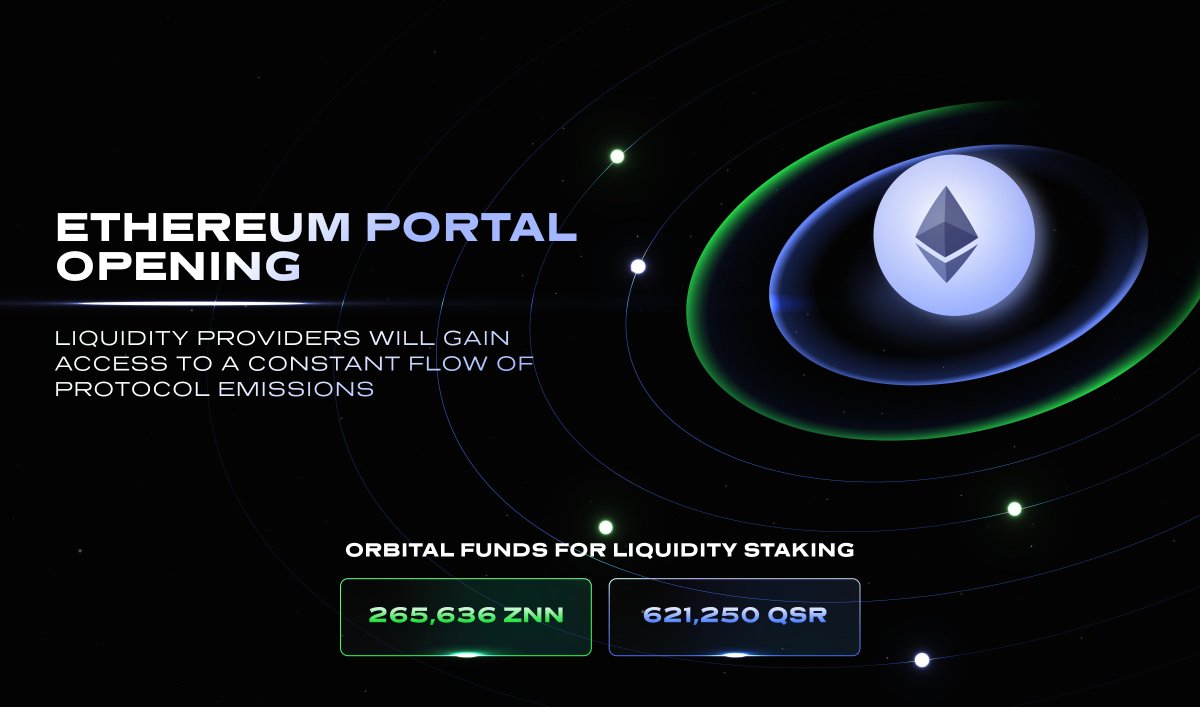 ETHEREUM PORTAL
OPENING
LIQUIDITY PROVIDERS WILL GAIN
ACCESS TO A CONSTANT FLOW OF
PROTOCOL EMISSIONS
ORBITAL FUNDS FOR LIQUIDITY STAKING
265,636 ZNN
621,250 QSR